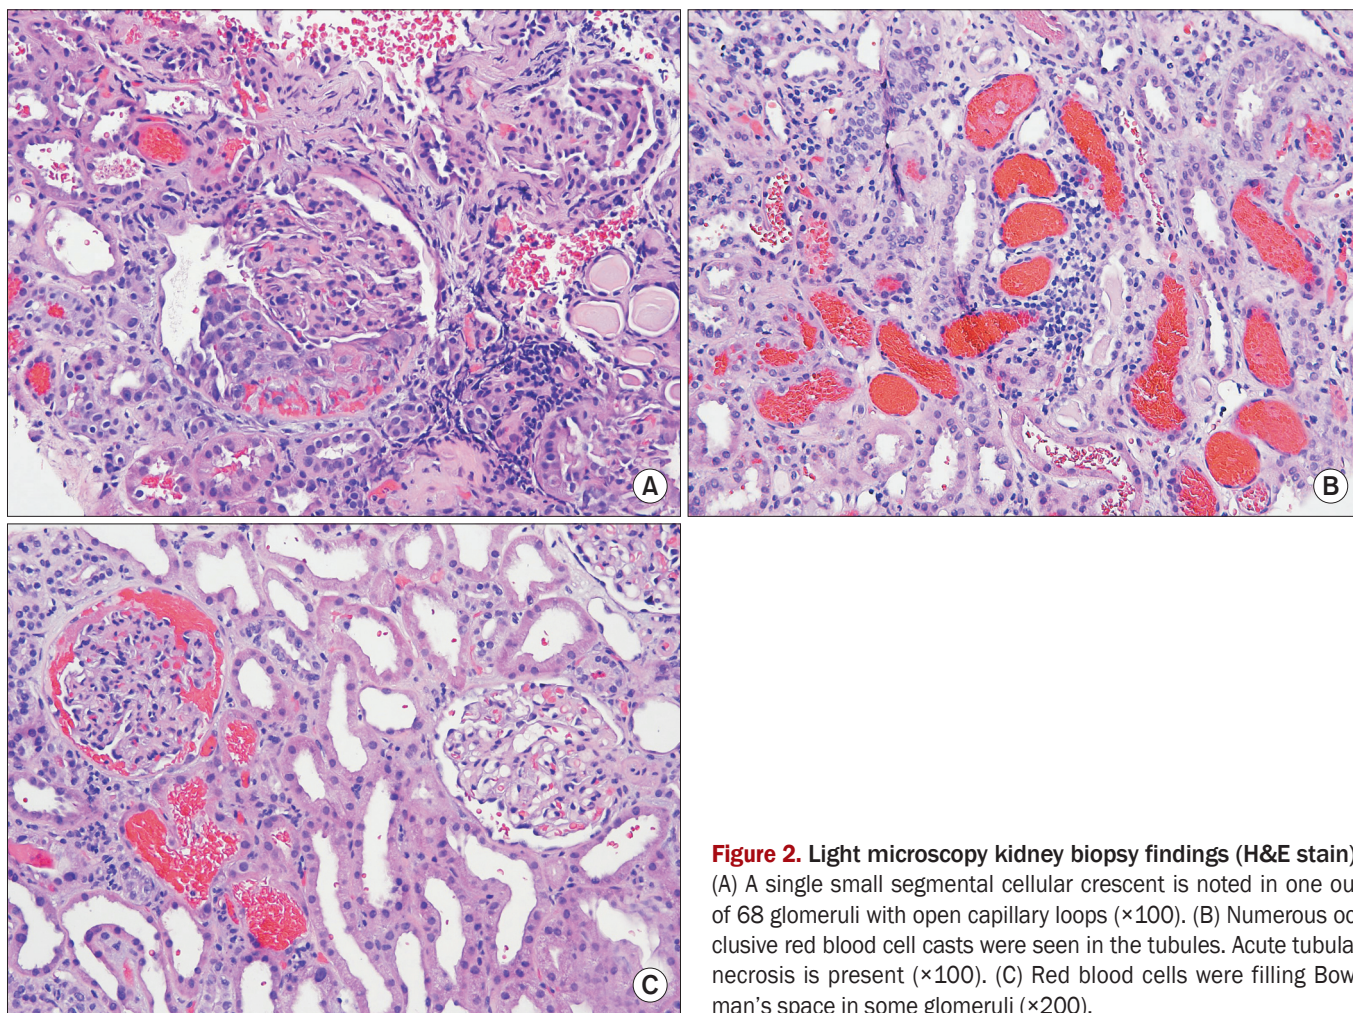 A
B
C
Figure 2. Light microscopy kidney biopsy findings (H&E stain)
(A) A single small segmental cellular crescent is noted in one ou
of 68 glomeruli with open capillary loops (×100). (B) Numerous oc
clusive red blood cell casts were seen in the tubules. Acute tubula
necrosis is present (×100). (C) Red blood cells were filling Bow
man's space in some glomeruli (×200).